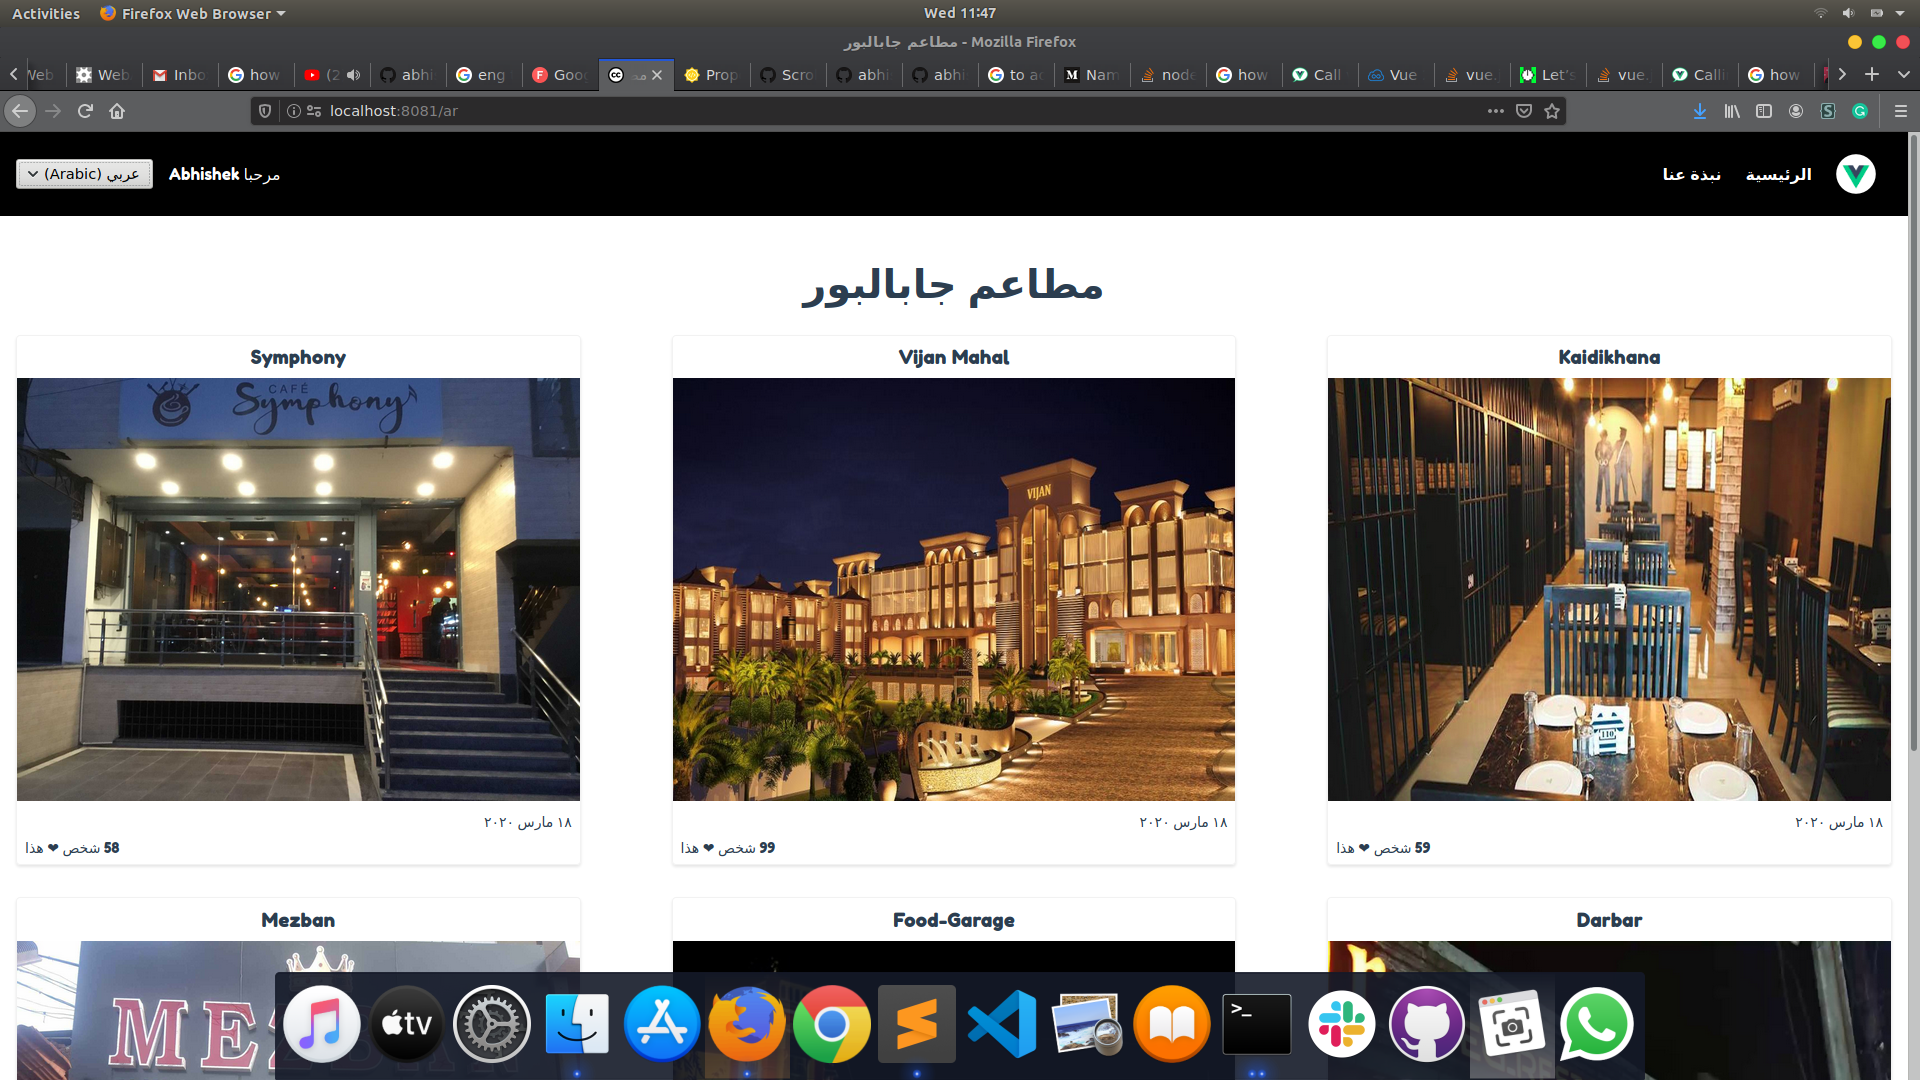 Activities Firefox Web Browser Wed 11:47
مطاعم جابالبور - Mozilla Firefox
Web Inbo how (2 abhi eng Goo مط Prop Scro abhi abhi to ad Nam node how Call Vue vue. Let's vue. Calli how
localhost:8081/ar
الرئيسية نبذة عنا
مرحبا Abhishek
عربي (Arabic)
مطاعم جابالبور
Symphony
CAFÉ
Symphony
١٨ مارس ٢٠٢٠
58 شخص ❤ هذا
Vijan Mahal
VIJAN
١٨ مارس ٢٠٢٠
99 شخص ❤ هذا
Kaidikhana
110
١٨ مارس ٢٠٢٠
59 شخص ❤ هذا
Mezban
Food-Garage
Darbar
tv
>_